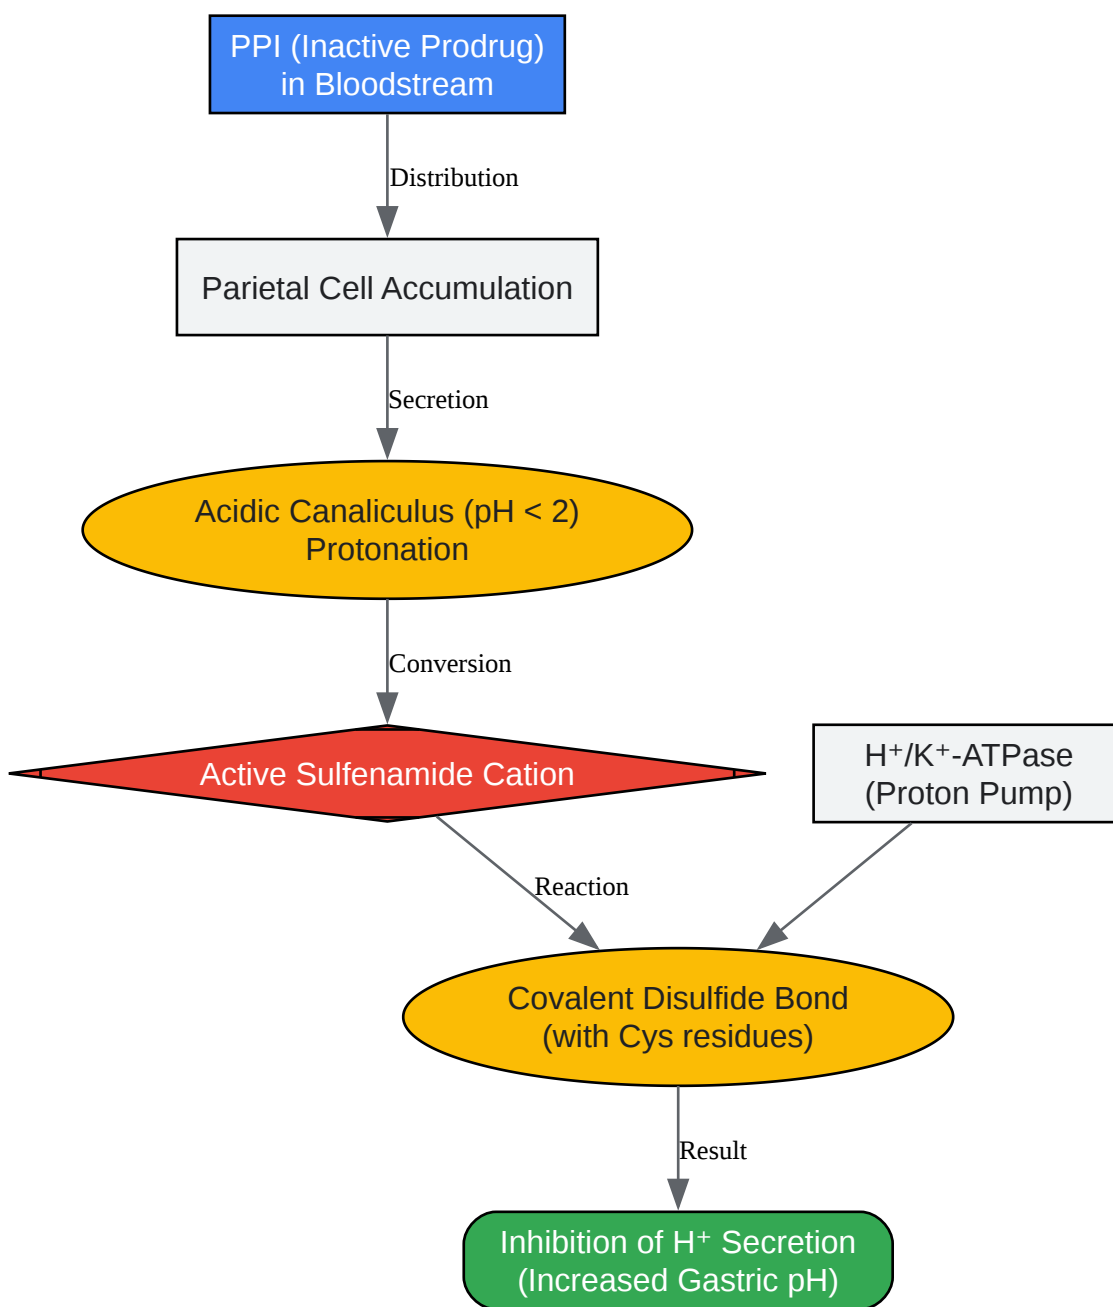 PPI (Inactive Prodrug)
in Bloodstream
Distribution
Parietal Cell Accumulation
Secretion
Acidic Canaliculus (pH < 2)
Protonation
Conversion
Active Sulfenamide Cation
H⁺/K⁺-ATPase
(Proton Pump)
Reaction
Covalent Disulfide Bond
(with Cys residues)
Result
Inhibition of H⁺ Secretion
(Increased Gastric pH)